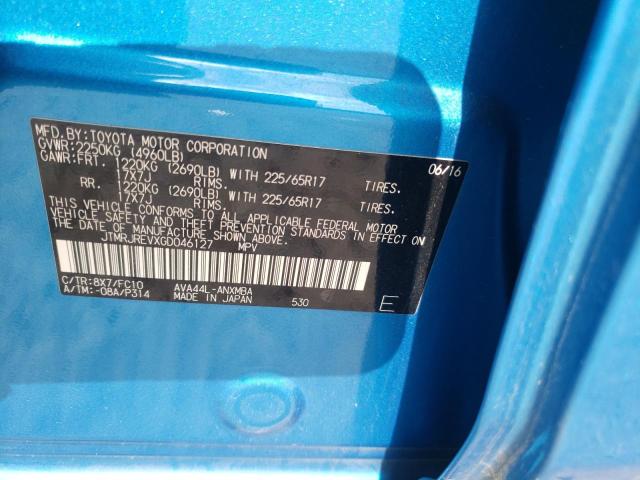 MFD.BY:TOYOTA MOTOR CORPORATION 06/16
GVWR:2250KG (4960LB)
GAWR:FRT. 1220KG (2690LB) WITH 225/65R17 TIRES.
17X7J RIMS.
RR. 1220KG (2690LB) WITH 225/65R17 TIRES.
17X7J RIMS.
THIS VEHICLE CONFORMS TO ALL APPLICABLE FEDERAL MOTOR
VEHICLE SAFETY AND THEFT PREVENTION STANDARDS IN EFFECT ON
THE DATE OF MANUFACTURE SHOWN ABOVE.
JTMRJREVXGD046127 MPV
C/TR:8X7/FC10 AVA44L-ANXMBA
A/TM:-08A/P314 MADE IN JAPAN 530 E